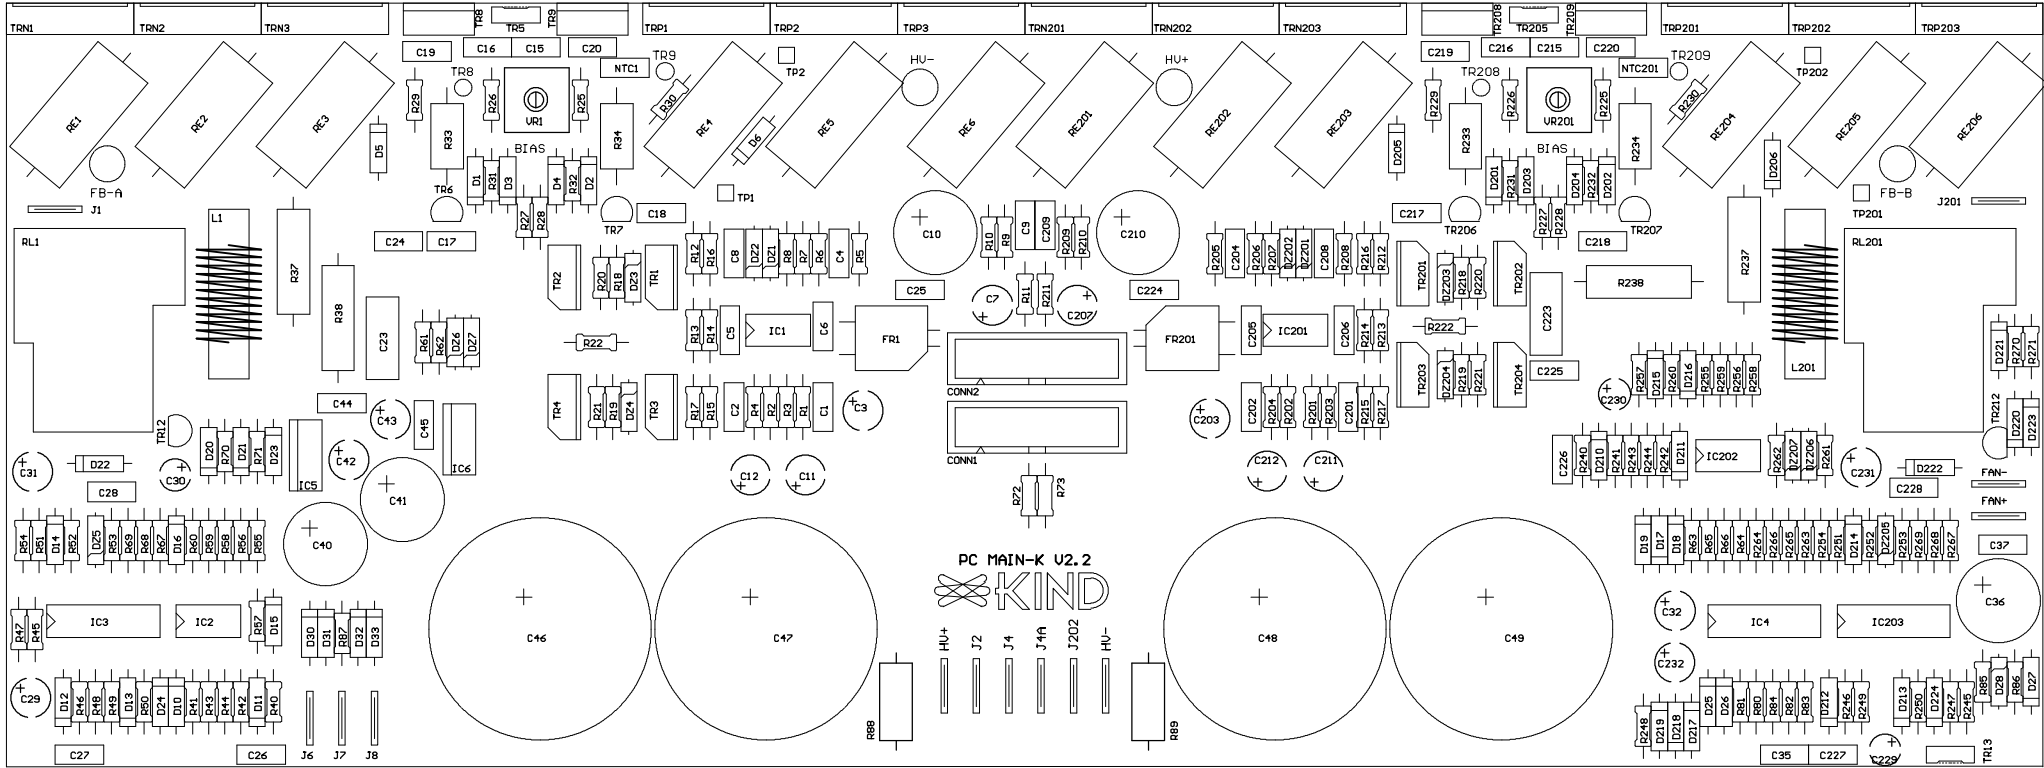 TRN1
TRN2
TRN3
TR8
TR5
TR9
TRP1
TRP2
TRP3
TRN201
TRN202
TRN203
TR208
TR205
TR209
TRP201
TRP202
TRP203
C19
C16
C15
C20
NTC1
TR9
TP2
HV-
HV+
C219
C216
C215
C220
NTC201
TR209
TP202
TR8
TR208
RE1
RE2
RE3
R29
R33
R26
VR1
R25
R34
R30
RE4
D6
RE5
RE6
RE201
RE202
RE203
R229
R233
R226
VR201
R225
R234
R230
RE204
RE205
RE206
D5
BIAS
D205
BIAS
D206
FB-A
D1
R31
D3
D4
R32
D2
D201
R231
D203
D204
R232
D202
FB-B
J1
TR6
TP1
TR206
TP201
J201
L1
R27
R28
TR7
C18
C217
R227
R228
TR207
RL1
C24
C17
C10
R10
R9
C9
C209
R209
R210
C210
C218
RL201
R37
TR2
R20
R18
DZ3
TR1
R12
R16
C8
DZ2
DZ1
R8
R7
R6
C4
R5
R205
C204
R206
R207
DZ202
DZ201
C208
R208
R216
R212
TR201
DZ203
R218
R220
TR202
R237
R38
C25
C7
R11
R211
C207
C224
R238
C23
R61
R62
DZ6
DZ7
R22
R13
R14
C5
IC1
C6
FR1
FR201
C205
IC201
C206
R214
R213
R222
C223
D221
R270
R271
C225
L201
TR4
R21
R19
DZ4
TR3
R17
R15
C2
R4
R2
R3
R1
C1
C3
CONN2
C203
C202
R204
R202
R201
R203
C201
R215
R217
TR203
DZ204
R219
R221
TR204
C230
R257
D215
R260
D216
R255
R259
R256
R258
C44
C43
C45
TR12
TR212
D220
D223
D20
R70
D21
R71
D23
C42
IC6
CONN1
C31
D22
C30
C28
IC5
C41
C12
C11
R72
R73
C212
C211
C226
R240
D210
R241
R243
R244
R242
D211
IC202
R262
DZ207
DZ206
R261
C231
D222
C228
FAN-
FAN+
R54
R51
D14
R52
DZ5
R53
R69
R68
R67
D16
R60
R59
R58
R56
R55
C40
D19
D17
D18
R63
R65
R66
R64
R264
R266
R265
R263
R254
R251
D214
R252
DZ205
R253
R269
R268
R267
C37
PC MAIN-K V2.2
KIND
C36
R47
R45
IC3
IC2
R57
D15
D30
D31
R87
D32
D33
C46
C47
C48
C49
C32
IC4
IC203
HV+
J2
J4
J4A
J202
HV-
C232
C29
D12
R46
R48
R49
D13
R50
D24
D10
R41
R43
R44
R42
D11
R40
R88
R89
R248
D219
D218
D217
D25
D26
R81
R80
R84
R82
R83
D212
R246
R249
D213
R250
D224
R247
R245
R85
DZ8
R86
D27
C27
C26
J6
J7
J8
C35
C227
C229
TR13